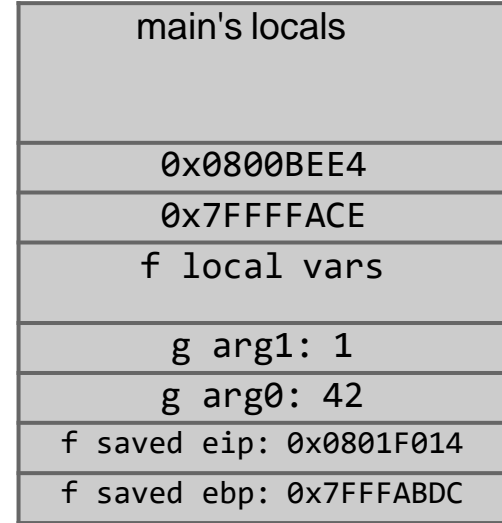 main's locals
0x0800BEE4
0x7FFFFACE
f local vars
g arg1: 1
g arg0: 42
f saved eip: 0x0801F014
f saved ebp: 0x7FFFABDC